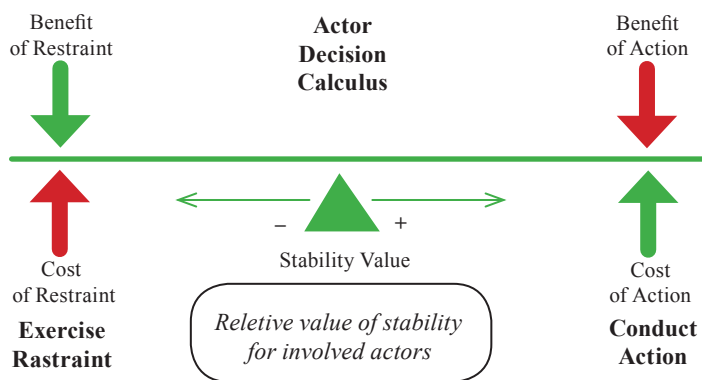 Benefit
of Restraint
Actor
Decision
Calculus
Benefit
of Action
– +
Stability Value
Cost
of Restraint
Exercise
Rastraint
Reletive value of stability
for involved actors
Cost
of Action
Conduct
Action